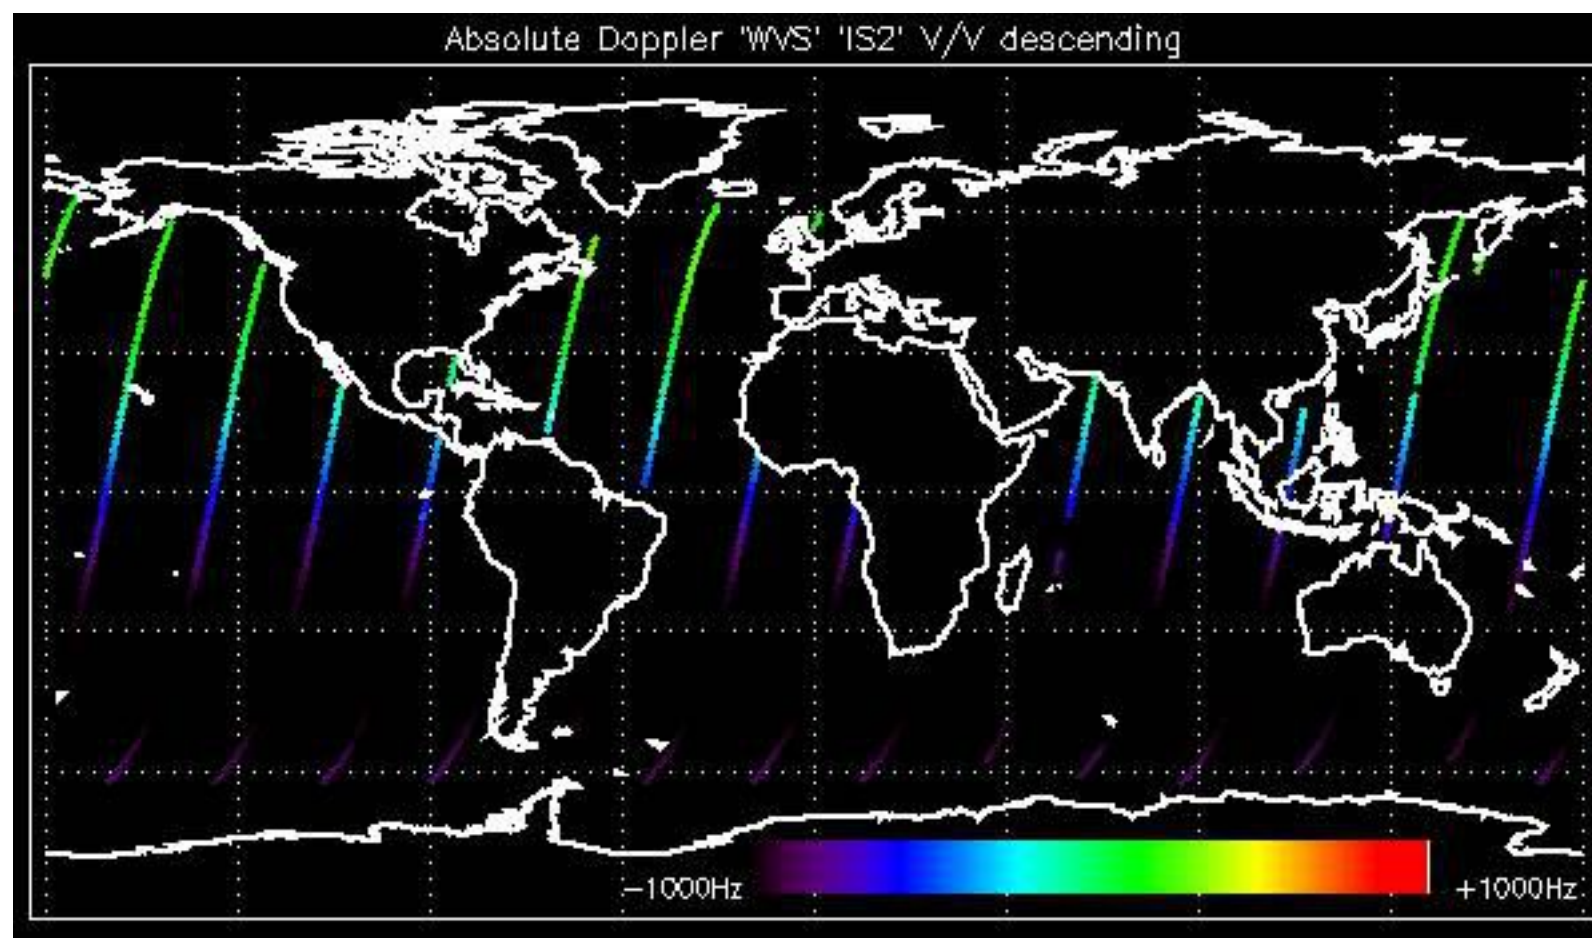 Absolute Doppler 'WVS' 'IS2' V/V descending
−1000Hz
+1000Hz